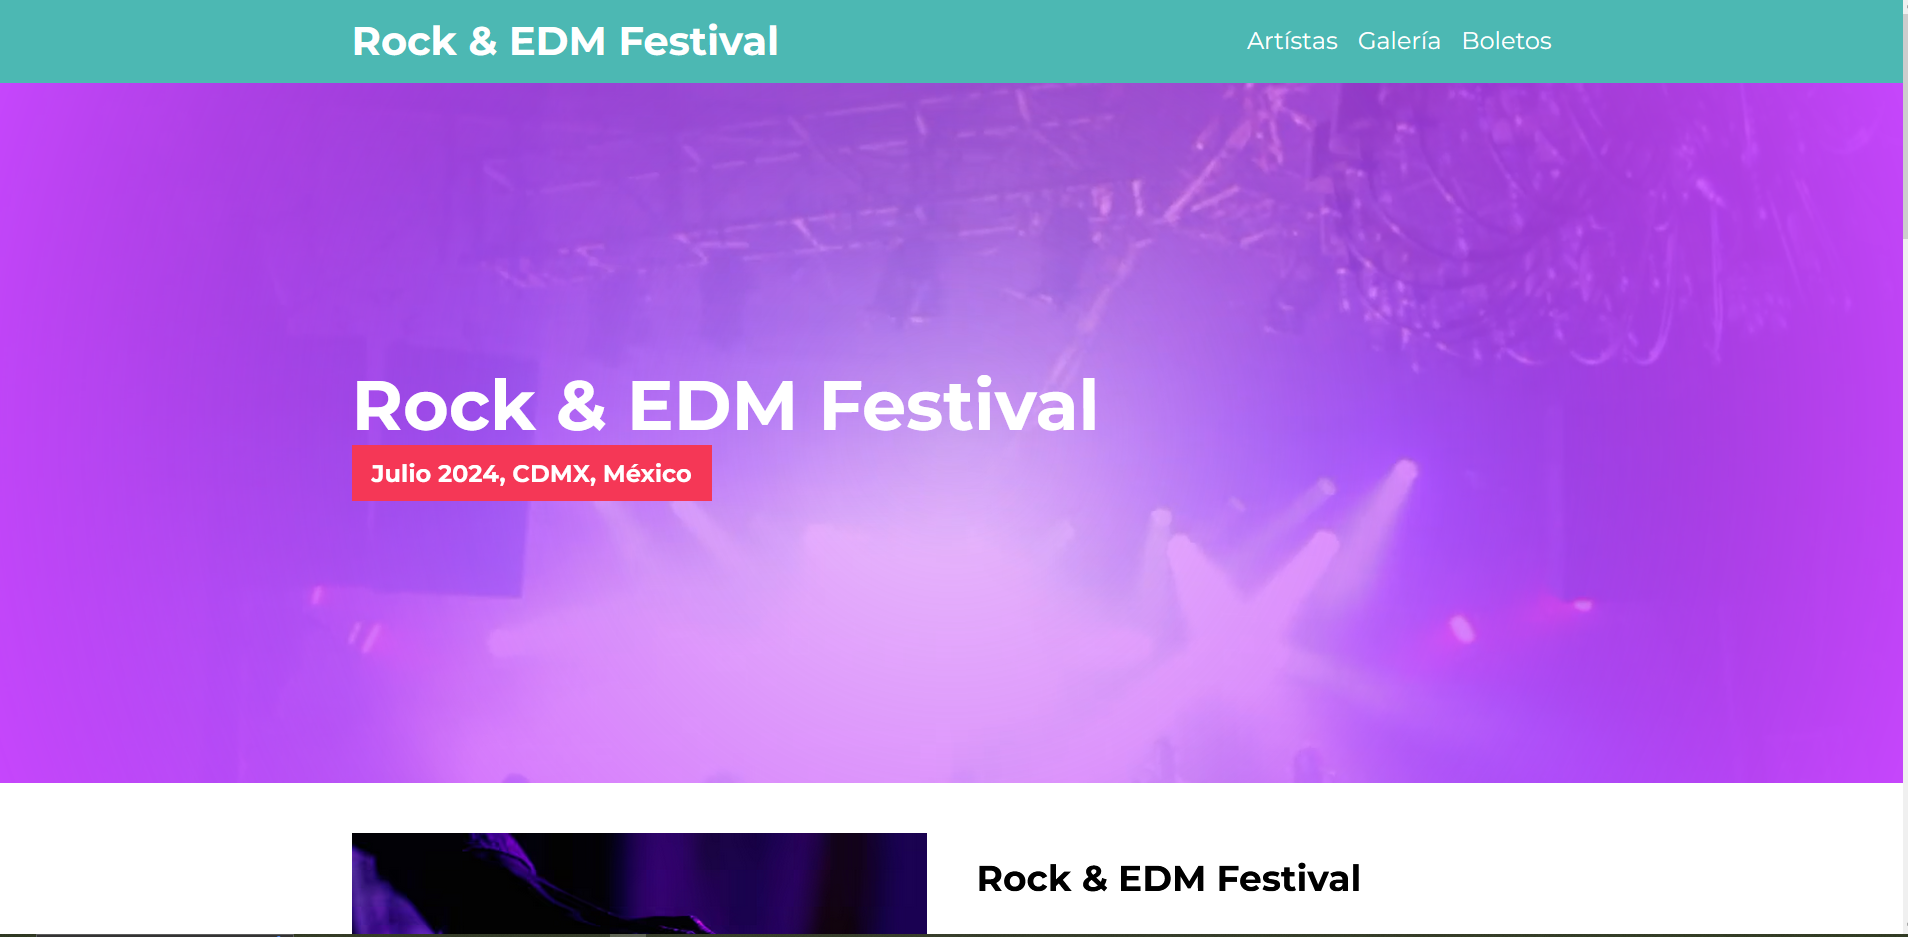 Rock & EDM Festival
Artístas Galería Boletos
Rock & EDM Festival
Julio 2024, CDMX, México
Rock & EDM Festival